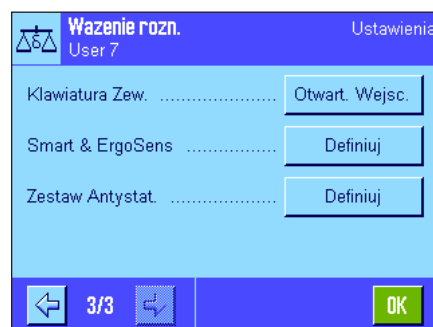 Wazenie rozn. Ustawienia
User 7
Klawiatura Zew. ..................... Otwart. Wejsc.
Smart & ErgoSens ................ Definiuj
Zestaw Antystat. ................... Definiuj
3/3 OK